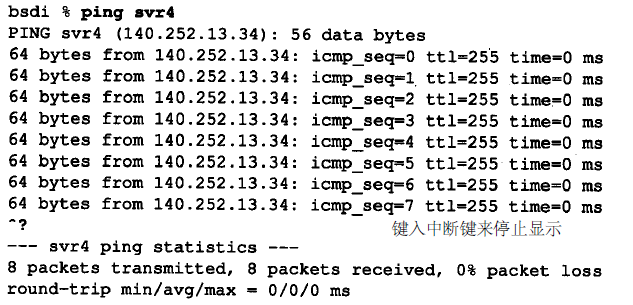 bsdi % ping svr4
PING svr4 (140.252.13.34): 56 data bytes
64 bytes from 140.252.13.34: icmp_seq=0 ttl=255 time=0 ms
64 bytes from 140.252.13.34: icmp_seq=1 ttl=255 time=0 ms
64 bytes from 140.252.13.34: icmp_seq=2 ttl=255 time=0 ms
64 bytes from 140.252.13.34: icmp_seq=3 ttl=255 time=0 ms
64 bytes from 140.252.13.34: icmp_seq=4 ttl=255 time=0 ms
64 bytes from 140.252.13.34: icmp_seq=5 ttl=255 time=0 ms
64 bytes from 140.252.13.34: icmp_seq=6 ttl=255 time=0 ms
64 bytes from 140.252.13.34: icmp_seq=7 ttl=255 time=0 ms
^? 键入中断键来停止显示
--- svr4 ping statistics ---
8 packets transmitted, 8 packets received, 0% packet loss
round-trip min/avg/max = 0/0/0 ms